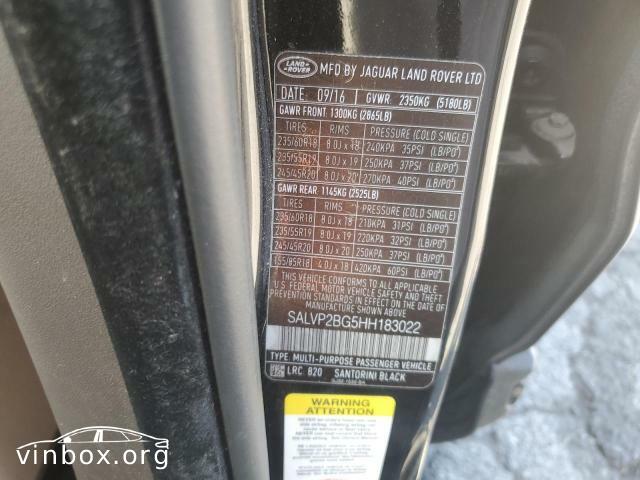 LAND ROVER
MFD BY JAGUAR LAND ROVER LTD
DATE: 09/16 GVWR 2350KG (5180LB)
GAWR FRONT 1300KG (2865LB)
TIRES RIMS PRESSURE (COLD SINGLE)
235/60R18 8.0J x 18 240KPA 35PSI (LB/PO²)
235/55R19 8.0J x 19 250KPA 37PSI (LB/PO²)
245/45R20 8.0J x 20 270KPA 40PSI (LB/PO²)
GAWR REAR 1145KG (2525LB)
TIRES RIMS PRESSURE (COLD SINGLE)
235/60R18 8.0J x 18 210KPA 31PSI (LB/PO²)
235/55R19 8.0J x 19 220KPA 32PSI (LB/PO²)
245/45R20 8.0J x 20 250KPA 37PSI (LB/PO²)
155/85R18 4.0J x 18 420KPA 60PSI (LB/PO²)
THIS VEHICLE CONFORMS TO ALL APPLICABLE
U.S. FEDERAL MOTOR VEHICLE SAFETY
STANDARDS IN EFFECT ON THE DATE OF
MANUFACTURE SHOWN ABOVE
SALVP2BG5HH183022
TYPE: MULTI-PURPOSE PASSENGER VEHICLE
LRC 820 SANTORINI BLACK
WARNING
ATTENTION
vinbox.org